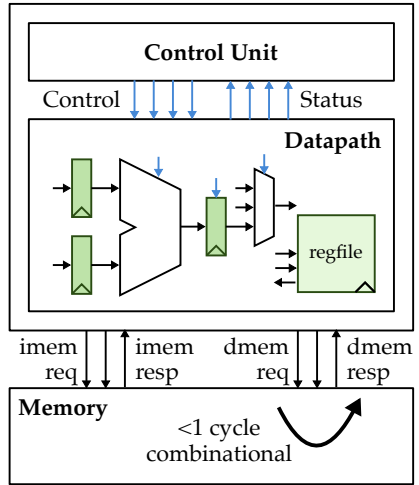 Control Unit
Control
Status
Datapath
regfile
imem
req
imem
resp
dmem
req
dmem
resp
Memory
<1 cycle
combinational